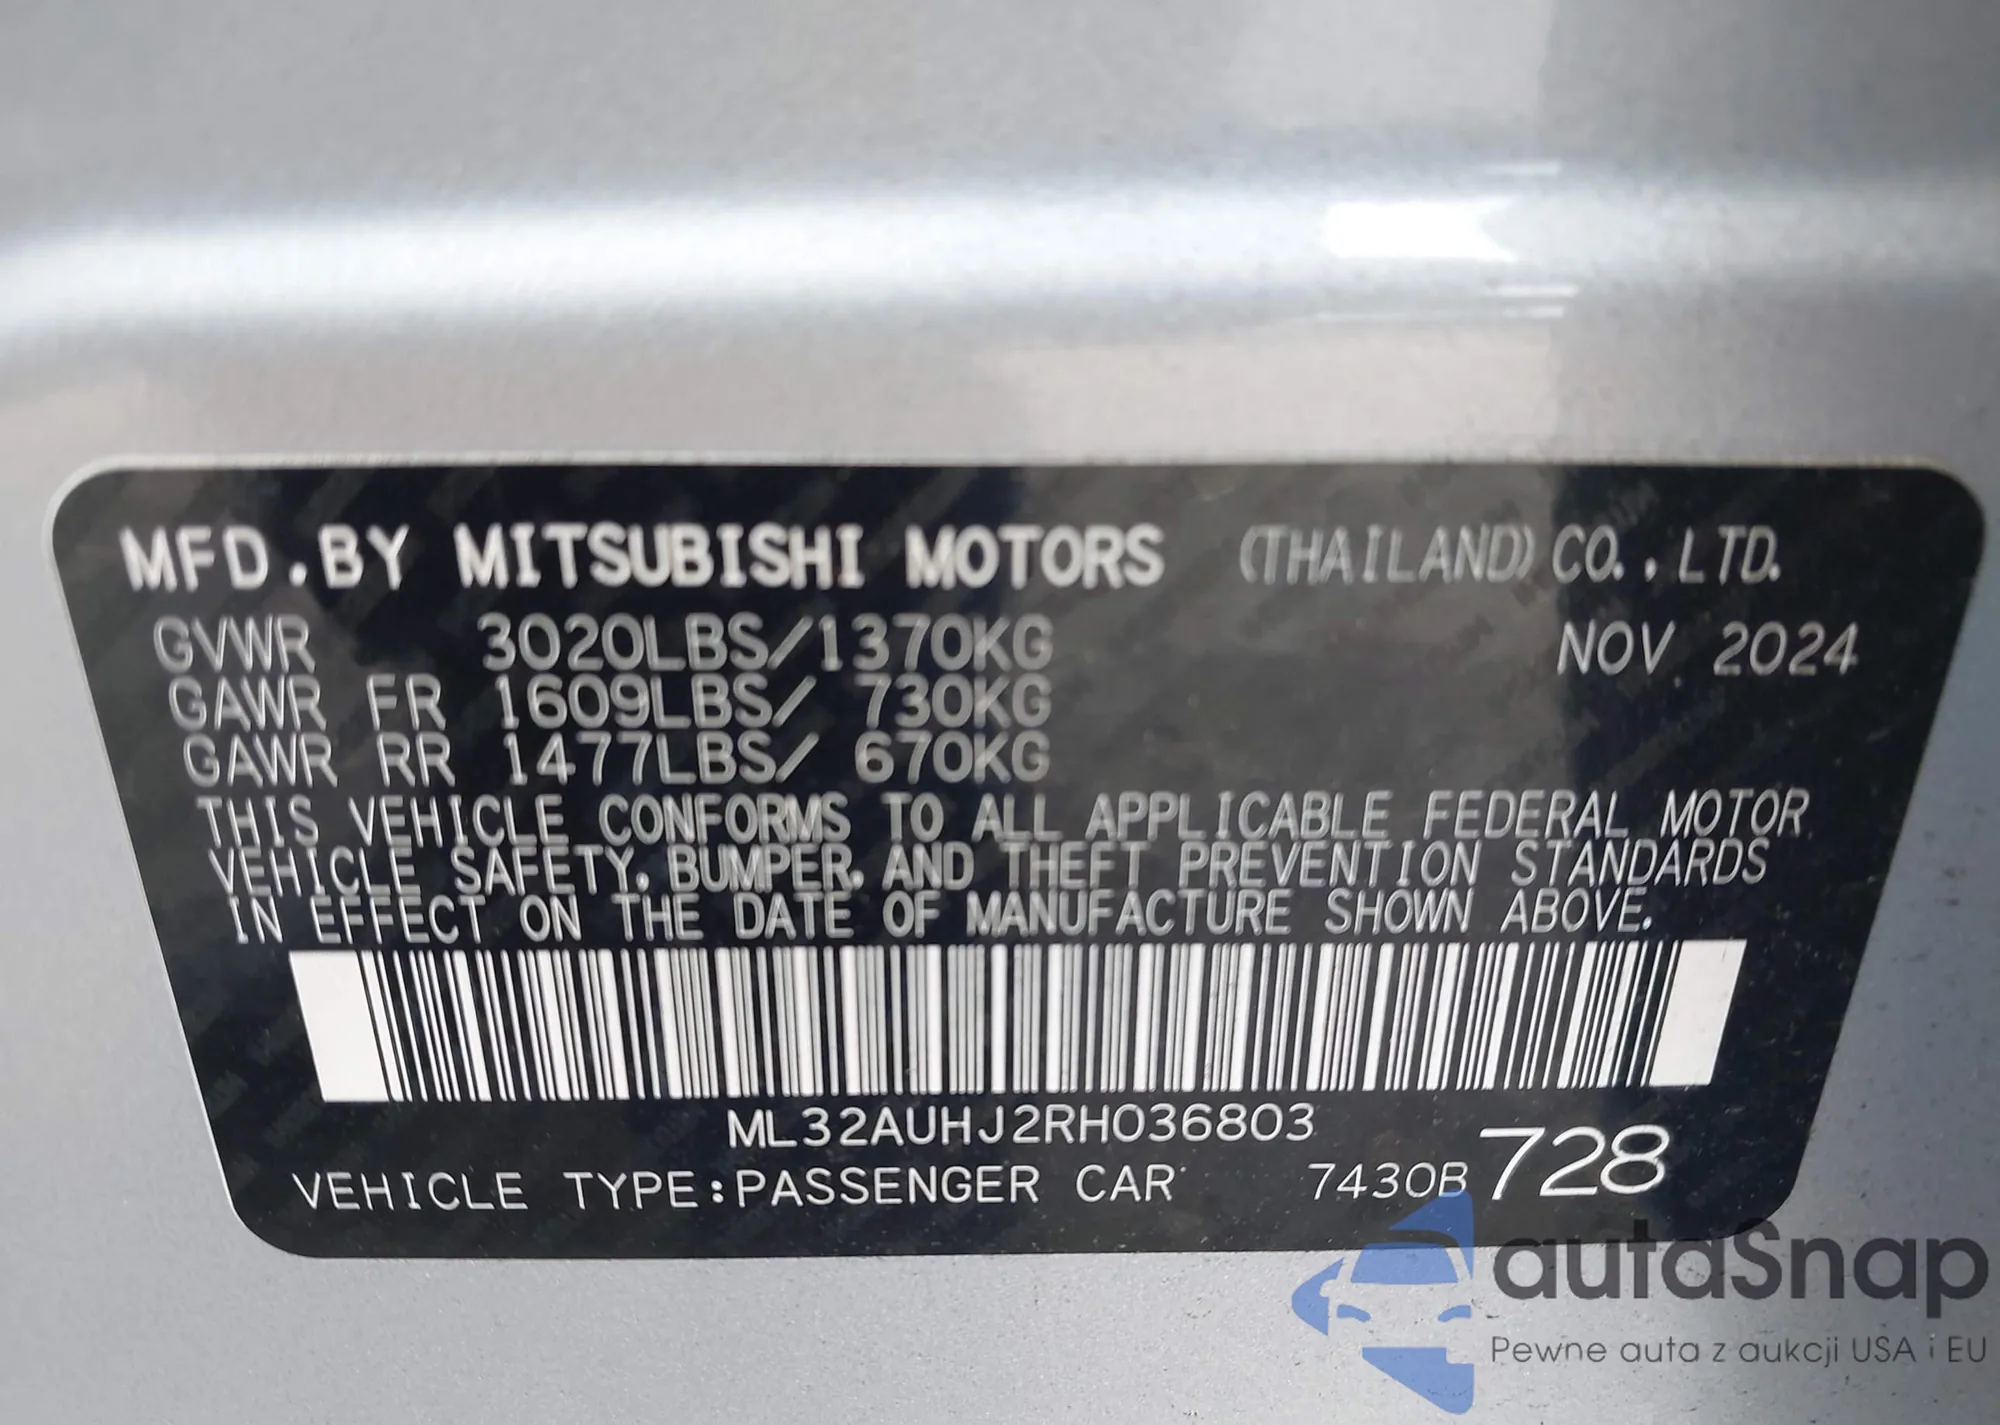 MFD.BY MITSUBISHI MOTORS (THAILAND) CO.,LTD.
GVWR 3020LBS/1370KG NOV, 2024
GAWR FR 1609LBS/ 730KG
GAWR RR 1477LBS/ 670KG
THIS VEHICLE CONFORMS TO ALL APPLICABLE FEDERAL MOTOR
VEHICLE SAFETY, BUMPER, AND THEFT PREVENTION STANDARDS
IN EFFECT ON THE DATE OF MANUFACTURE SHOWN ABOVE.
ML32AUHJ2RH036803
VEHICLE TYPE:PASSENGER CAR 7430B 728
autaSnap
Pewne auta z aukcji USA i EU